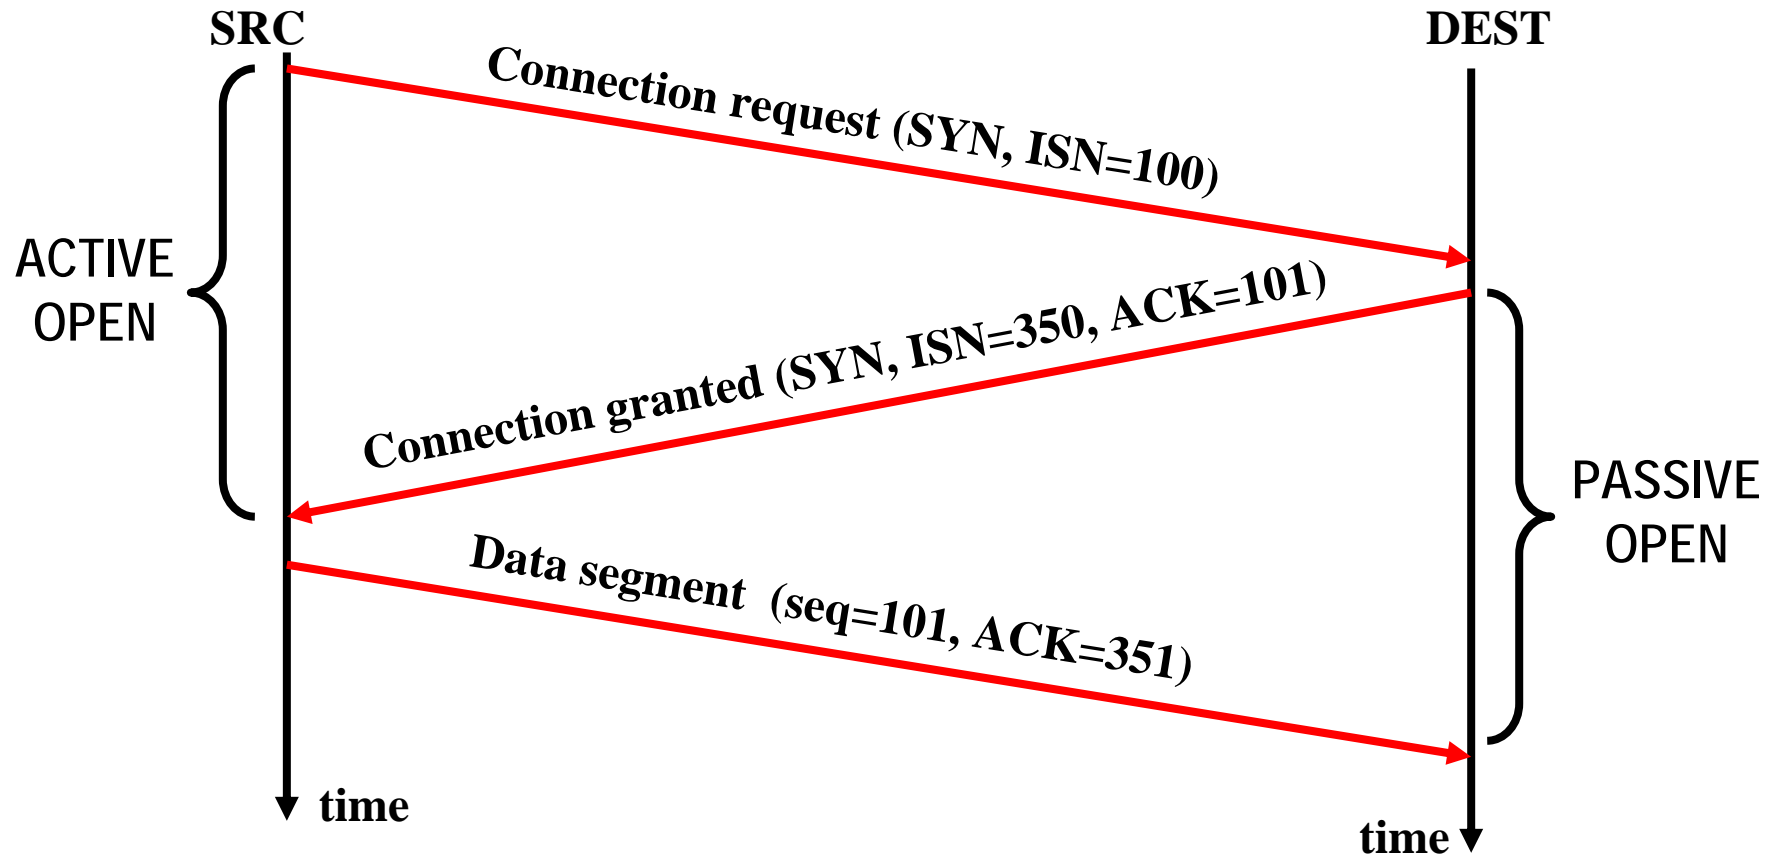 SRC
DEST
Connection request (SYN, ISN=100)
ACTIVE
OPEN
Connection granted (SYN, ISN=350, ACK=101)
PASSIVE
OPEN
Data segment (seq=101, ACK=351)
time
time